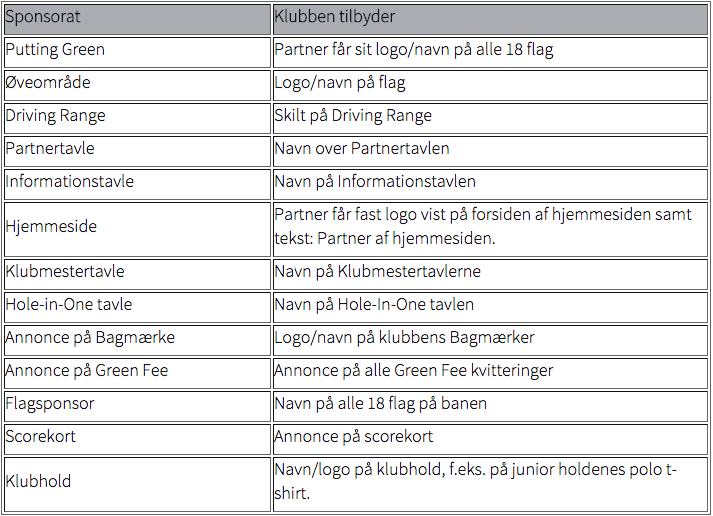 Sponsorat Klubben tilbyder
Putting Green Partner får sit logo/navn på alle 18 flag
Øveområde Logo/navn på flag
Driving Range Skilt på Driving Range
Partnertavle Navn over Partnertavlen
Informationstavle Navn på Informationstavlen
Hjemmeside Partner får fast logo vist på forsiden af hjemmesiden samt
tekst: Partner af hjemmesiden.
Klubmestertavle Navn på Klubmestertavlerne
Hole-in-One tavle Navn på Hole-In-One tavlen
Annonce på Bagmærke Logo/navn på klubbens Bagmærker
Annonce på Green Fee Annonce på alle Green Fee kvitteringer
Flagsponsor Navn på alle 18 flag på banen
Scorekort Annonce på scorekort
Klubhold Navn/logo på klubhold, f.eks. på junior holdenes polo t-
shirt.